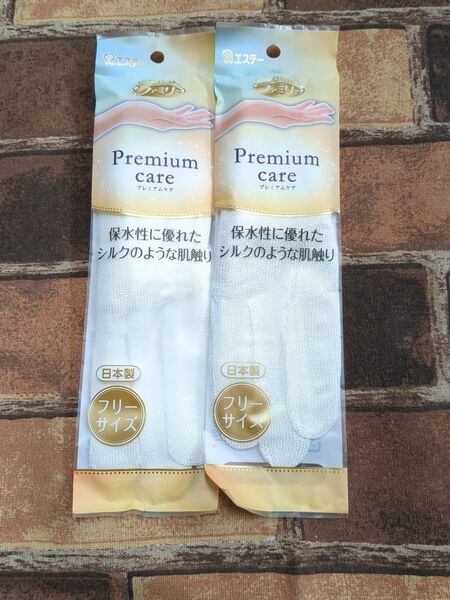 エステー
ファミリー
Premium
care
プレミアムケア
保水性に優れた
シルクのような肌触り
日本製
フリー
サイズ
エステー
ファミリー
Premium
care
プレミアムケア
保水性に優れた
シルクのような肌触り
日本製
フリー
サイズ